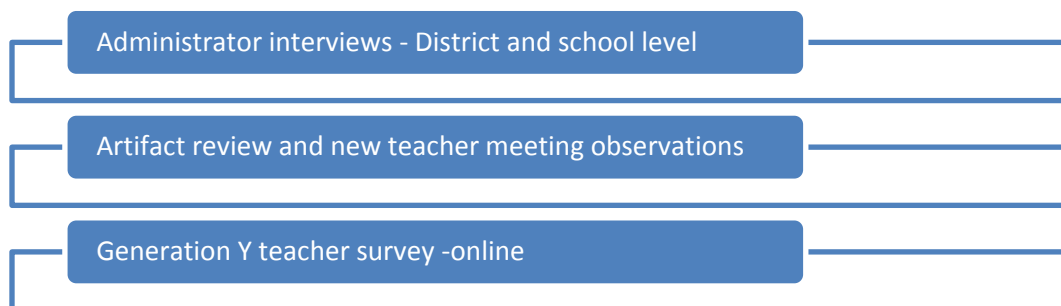 Administrator interviews - District and school level
Artifact review and new teacher meeting observations
Generation Y teacher survey -online